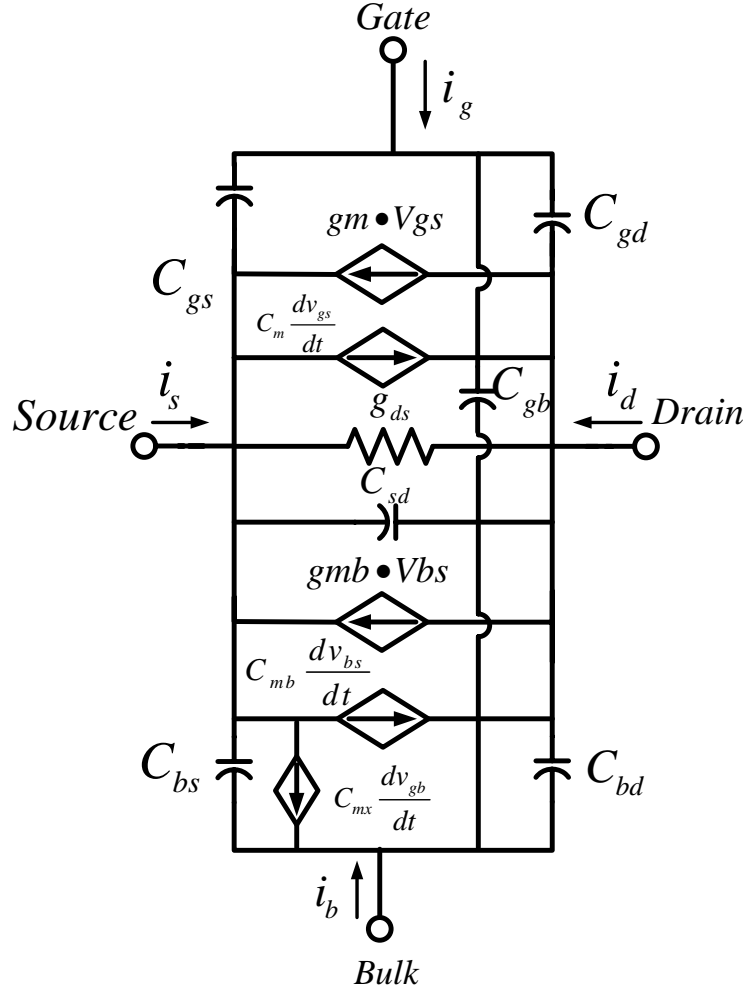 Gate
i_g
gm•Vgs
C_gd
C_gs
C_m dv_gs/dt
C_gb
i_s
i_d
g_ds
Source
Drain
C_sd
gmb•Vbs
C_mb dv_bs/dt
C_bs
C_mx dv_gb/dt
C_bd
i_b
Bulk